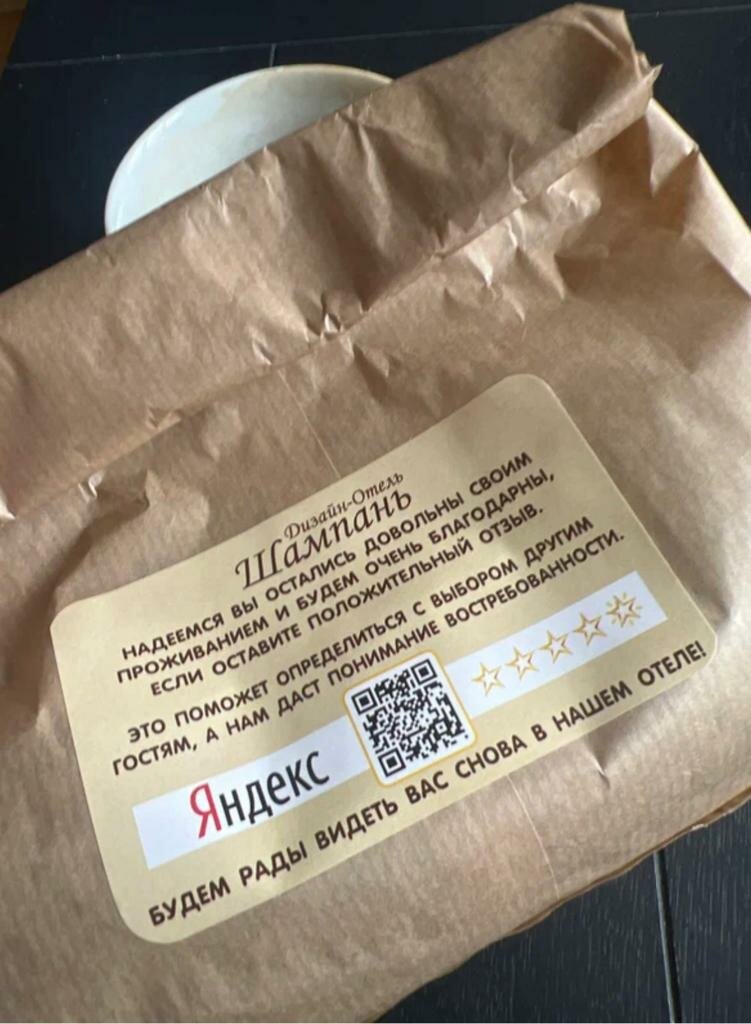 Дизайн-Отель
Шампань
НАДЕЕМСЯ ВЫ ОСТАЛИСЬ ДОВОЛЬНЫ СВОИМ
ПРОЖИВАНИЕМ И БУДЕМ ОЧЕНЬ БЛАГОДАРНЫ,
ЕСЛИ ОСТАВИТЕ ПОЛОЖИТЕЛЬНЫЙ ОТЗЫВ.
ЭТО ПОМОЖЕТ ОПРЕДЕЛИТЬСЯ С ВЫБОРОМ ДРУГИМ
ГОСТЯМ, А НАМ ДАСТ ПОНИМАНИЕ ВОСТРЕБОВАННОСТИ.
Яндекс
БУДЕМ РАДЫ ВИДЕТЬ ВАС СНОВА В НАШЕМ ОТЕЛЕ!